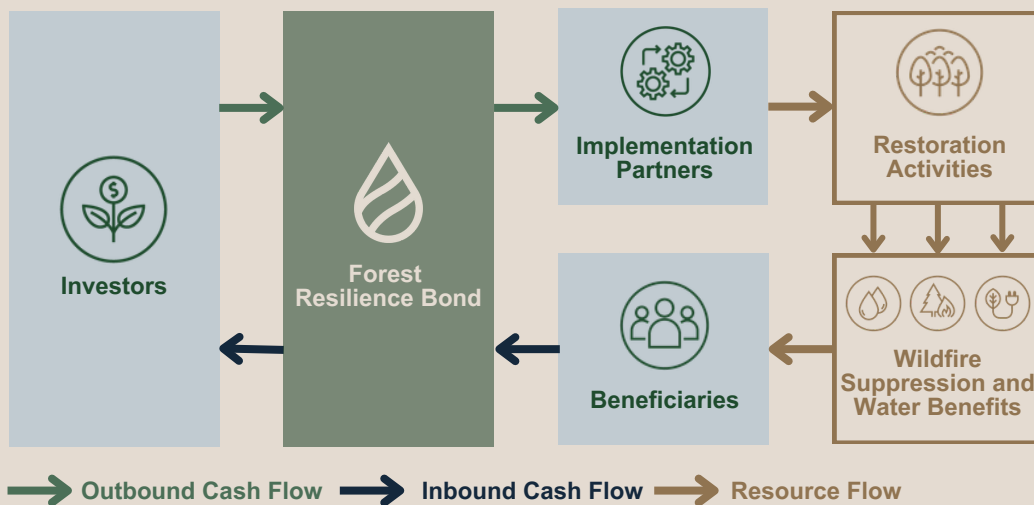 Investors
Forest
Resilience Bond
Implementation
Partners
Restoration
Activities
Beneficiaries
Wildfire
Suppression and
Water Benefits
Outbound Cash Flow
Inbound Cash Flow
Resource Flow
$